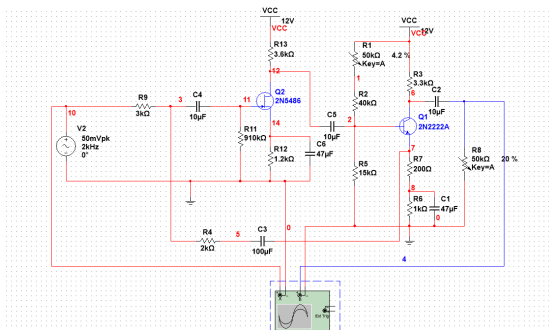 VCC
12V
VCC
R13
3.6kΩ
12
Q2
2N5486
R9
3kΩ
3
C4
10µF
11
10
V2
50mVpk
2kHz
0°
R11
910kΩ
14
R12
1.2kΩ
C6
47µF
C5
10µF
2
VCC
12V
VCC
R1
50kΩ
Key=A
4.2 %
1
R2
40kΩ
R3
3.3kΩ
6
C2
10µF
Q1
2N2222A
R5
15kΩ
7
R7
200Ω
8
R6
1kΩ
C1
47µF
0
R8
50kΩ
Key=A
20 %
R4
2kΩ
5
C3
100µF
0
4
Ext Trig